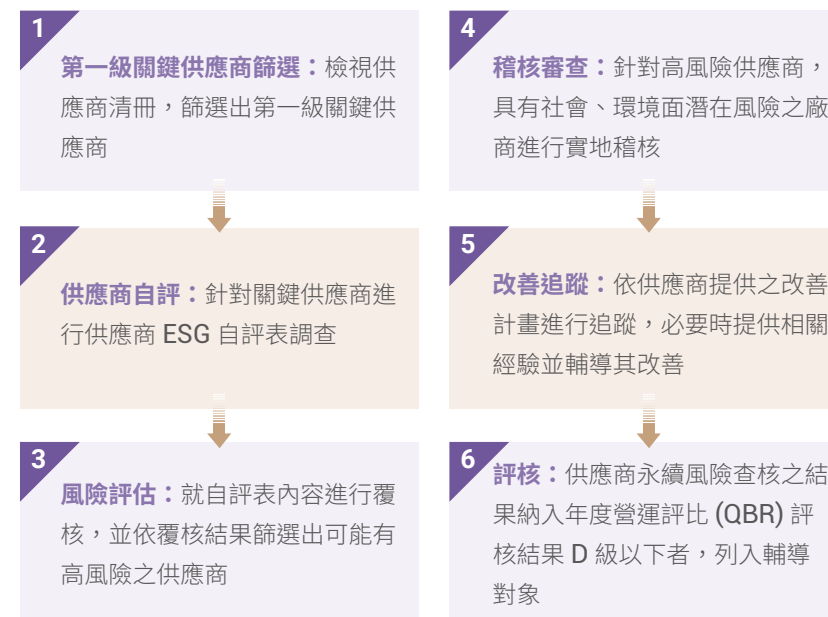 1
第一級關鍵供應商篩選：檢視供
應商清冊，篩選出第一級關鍵供
應商
2
供應商自評：針對關鍵供應商進
行供應商 ESG 自評表調查
3
風險評估：就自評表內容進行覆
核，並依覆核結果篩選出可能有
高風險之供應商
4
稽核審查：針對高風險供應商，
具有社會、環境面潛在風險之廠
商進行實地稽核
5
改善追蹤：依供應商提供之改善
計畫進行追蹤，必要時提供相關
經驗並輔導其改善
6
評核：供應商永續風險查核之結
果納入年度營運評比 (QBR) 評
核結果 D 級以下者，列入輔導
對象